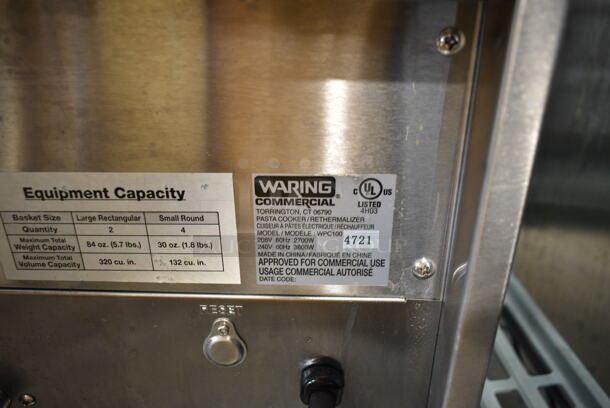 Equipment Capacity
Basket Size Large Rectangular Small Round
Quantity 2 4
Maximum Total Weight Capacity 84 oz. (5.7 lbs.) 30 oz. (1.8 lbs.)
Maximum Total Volume Capacity 320 cu. in. 132 cu. in.
WARING
COMMERCIAL
TORRINGTON, CT 06790
PASTA COOKER/RETHERMALIZER
CUISEUR À PÂTES ÉLECTRIQUE/RÉCHAUFFEUR
MODEL / MODELE: WPC100
208V 60Hz 2700W
240V 60Hz 3600W
4721
MADE IN CHINA/FABRIQUÉ EN CHINE
APPROVED FOR COMMERCIAL USE
USAGE COMMERCIAL AUTORISÉ
DATE CODE:
C UL US
LISTED
4H03
RESET